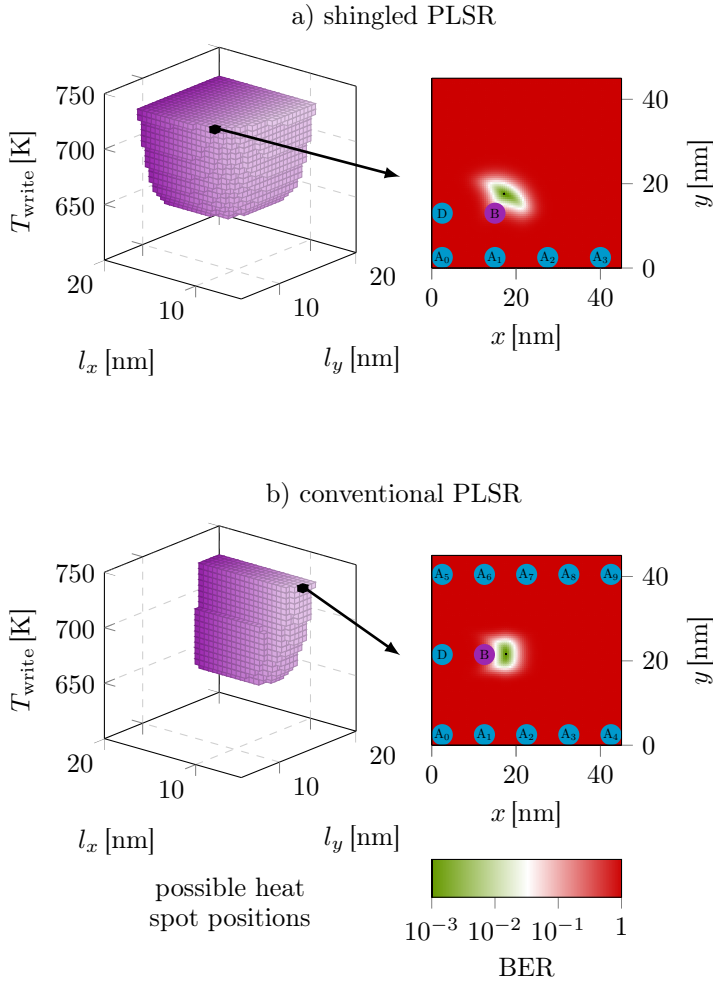 a) shingled PLSR
750
700
650
T_write [K]
20
10
l_x [nm]
10
20
l_y [nm]
D
B
A₀ A₁ A₂ A₃
0 20 40
x [nm]
40
20
0
y [nm]
b) conventional PLSR
750
700
650
T_write [K]
20
10
l_x [nm]
10
20
l_y [nm]
A₅ A₆ A₇ A₈ A₉
D
B
A₀ A₁ A₂ A₃ A₄
0 20 40
x [nm]
40
20
0
y [nm]
possible heat
spot positions
10⁻³ 10⁻² 10⁻¹ 1
BER